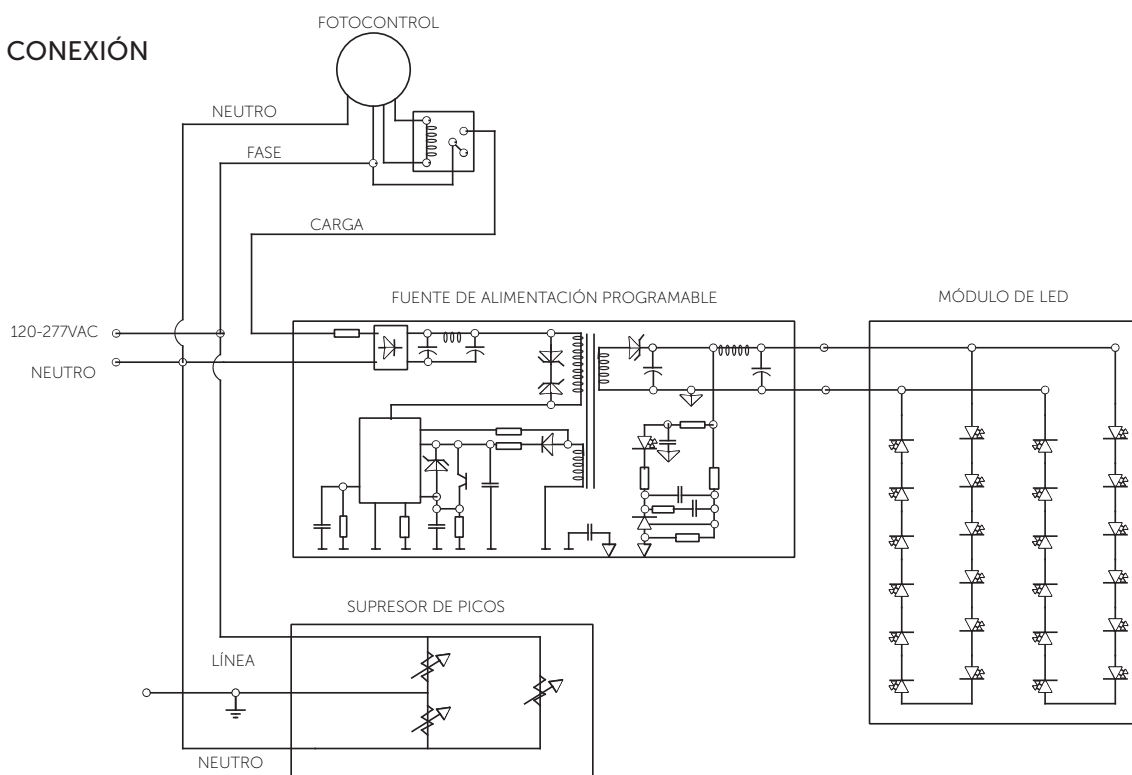 FOTOCONTROL
CONEXIÓN
NEUTRO
FASE
CARGA
FUENTE DE ALIMENTACIÓN PROGRAMABLE
MÓDULO DE LED
120-277VAC
NEUTRO
SUPRESOR DE PICOS
LÍNEA
NEUTRO